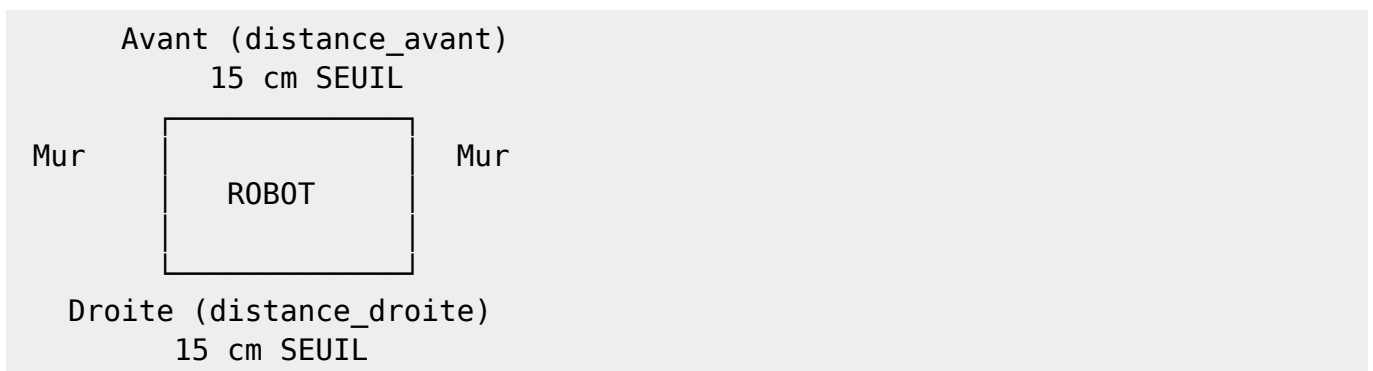 Avant (distance_avant)
15 cm SEUIL
Mur Mur
ROBOT
Droite (distance_droite)
15 cm SEUIL